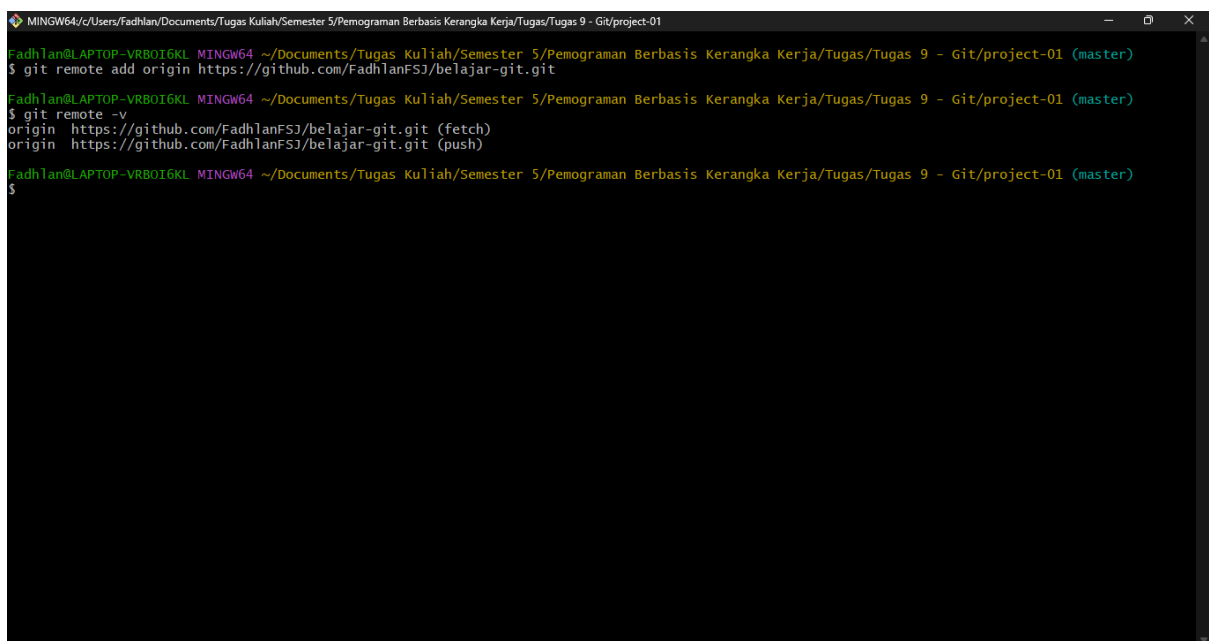 MINGW64:/c/Users/Fadhlan/Documents/Tugas Kuliah/Semester 5/Pemograman Berbasis Kerangka Kerja/Tugas/Tugas 9 - Git/project-01
Fadhlan@LAPTOP-VRBOI6KL MINGW64 ~/Documents/Tugas Kuliah/Semester 5/Pemograman Berbasis Kerangka Kerja/Tugas/Tugas 9 - Git/project-01 (master)
$ git remote add origin https://github.com/FadhlanFSJ/belajar-git.git
Fadhlan@LAPTOP-VRBOI6KL MINGW64 ~/Documents/Tugas Kuliah/Semester 5/Pemograman Berbasis Kerangka Kerja/Tugas/Tugas 9 - Git/project-01 (master)
$ git remote -v
origin  https://github.com/FadhlanFSJ/belajar-git.git (fetch)
origin  https://github.com/FadhlanFSJ/belajar-git.git (push)
Fadhlan@LAPTOP-VRBOI6KL MINGW64 ~/Documents/Tugas Kuliah/Semester 5/Pemograman Berbasis Kerangka Kerja/Tugas/Tugas 9 - Git/project-01 (master)
$